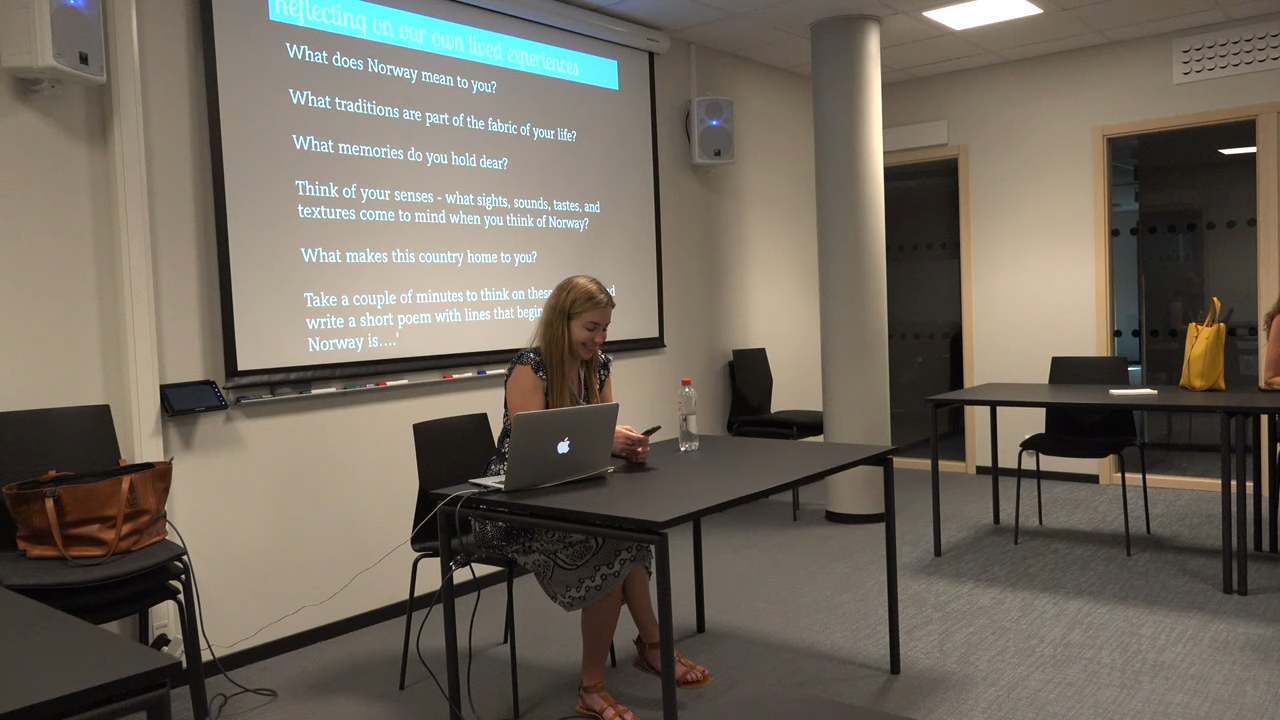 reflecting on our own lived experiences
What does Norway mean to you?
What traditions are part of the fabric of your life?
What memories do you hold dear?
Think of your senses - what sights, sounds, tastes, and
textures come to mind when you think of Norway?
What makes this country home to you?
Take a couple of minutes to think on these
write a short poem with lines that begin
Norway is....'